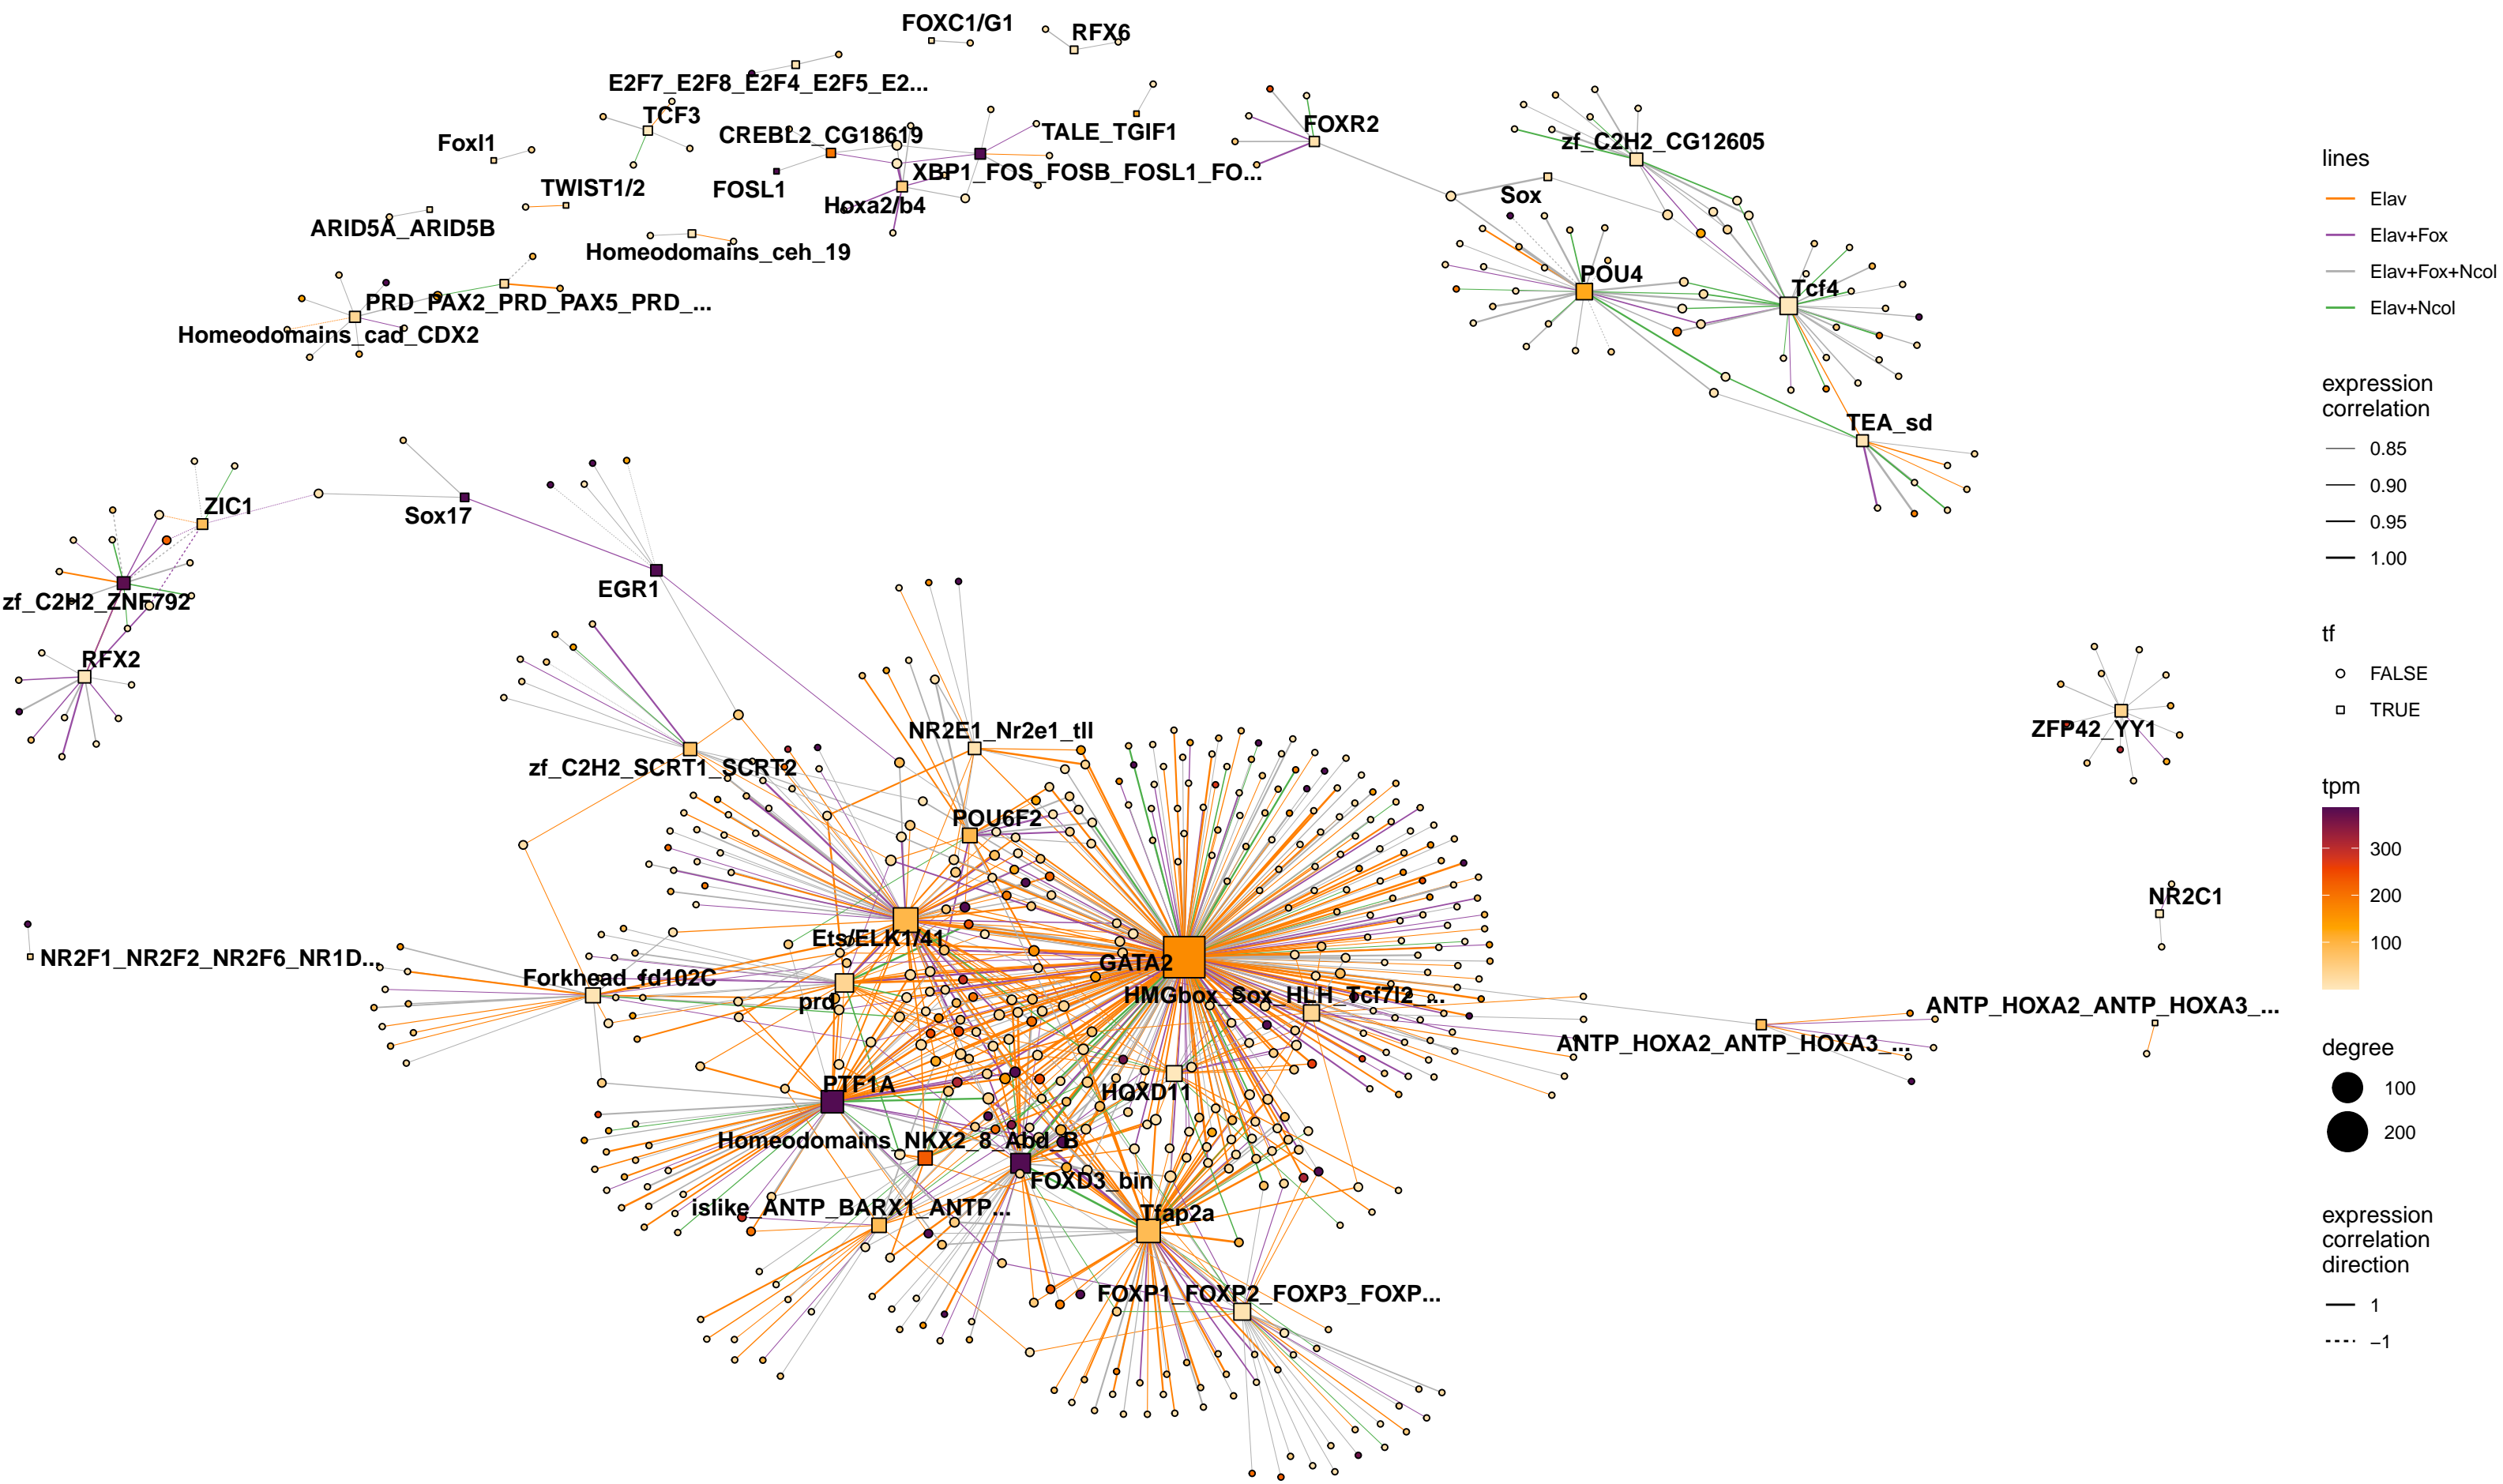 FOXC1/G1
RFX6
E2F7_E2F8_E2F4_E2F5_E2...
TCF3
FOXR2
CREBL2_CG18619
TALE_TGIF1
FoxI1
zf_C2H2_CG12605
XBP1_FOS_FOSB_FOSL1_FO...
TWIST1/2
FOSL1
Sox
Hoxa2/b4
ARID5A_ARID5B
Homeodomains_ceh_19
POU4
Tcf4
PRD_PAX2_PRD_PAX5_PRD_...
Homeodomains_cad_CDX2
TEA_sd
ZIC1
Sox17
EGR1
zf_C2H2_ZNF792
RFX2
NR2E1_Nr2e1_tll
ZFP42_YY1
zf_C2H2_SCRT1_SCRT2
POU6F2
NR2C1
Ets/ELK1/41
NR2F1_NR2F2_NR2F6_NR1D...
GATA2
Forkhead_fd102C
HMGbox_Sox_HLH_Tcf7l2_...
prd
ANTP_HOXA2_ANTP_HOXA3_...
ANTP_HOXA2_ANTP_HOXA3_...
PTF1A
HOXD11
Homeodomains_NKX2_8_Abd_B
FOXD3_bin
islike_ANTP_BARX1_ANTP...
Tfap2a
FOXP1_FOXP2_FOXP3_FOXP...
lines
Elav
Elav+Fox
Elav+Fox+Ncol
Elav+Ncol
expression
correlation
0.85
0.90
0.95
1.00
tf
FALSE
TRUE
tpm
300
200
100
degree
100
200
expression
correlation
direction
1
−1